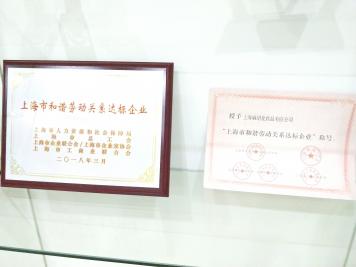 上海市和谐劳动关系达标企业
上海市人力资源和社会保障局
上海市总工会
上海市企业联合会/上海市企业家协会
上海市工商业联合会
二〇一八年三月
授予
"上海市和谐劳动关系达标企业"称号。